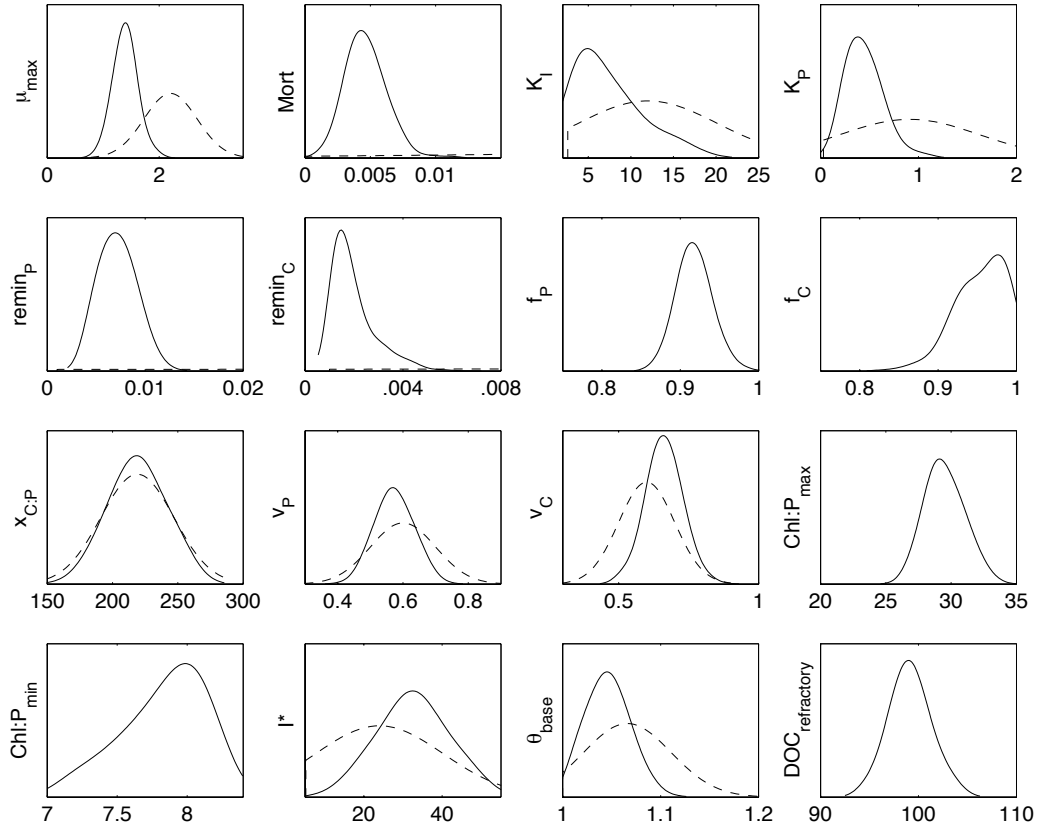 μmax
0 2
Mort
0 0.005 0.01
KI
5 10 15 20 25
KP
0 1 2
reminP
0 0.01 0.02
reminC
0 .004 .008
fP
0.8 0.9 1
fC
0.8 0.9 1
xC:P
150 200 250 300
vP
0.4 0.6 0.8
vC
0.5 1
Chl:Pmax
20 25 30 35
Chl:Pmin
7 7.5 8
I*
20 40
θbase
1 1.1 1.2
DOCrefractory
90 100 110